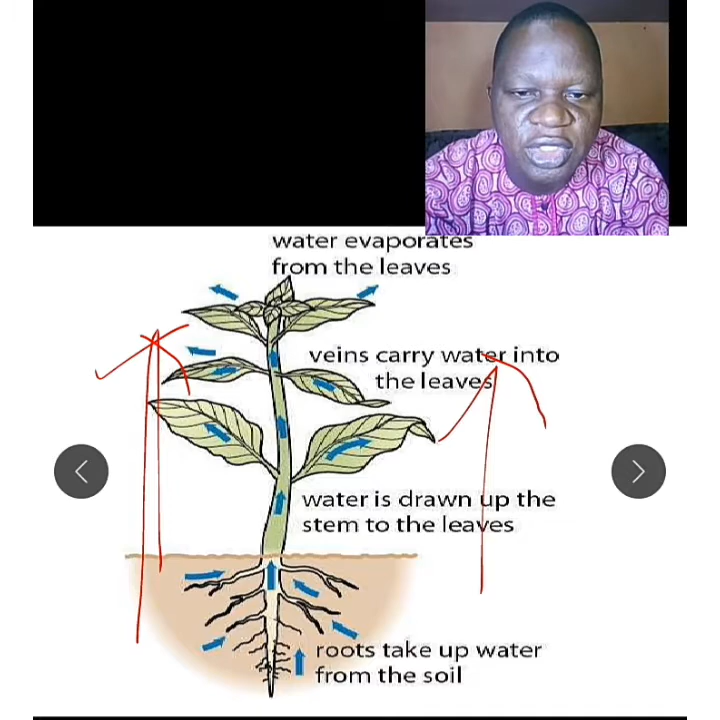 water evaporates
from the leaves
veins carry water into
the leaves
water is drawn up the
stem to the leaves
roots take up water
from the soil